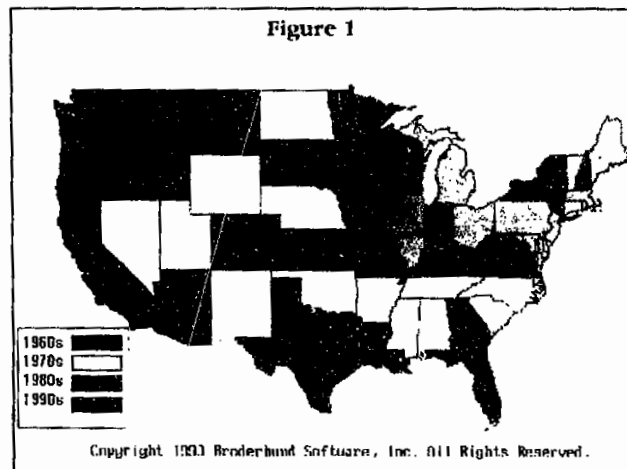 Figure 1
1960s
1970s
1980s
1990s
Copyright 1993 Broderbund Software, Inc. All Rights Reserved.